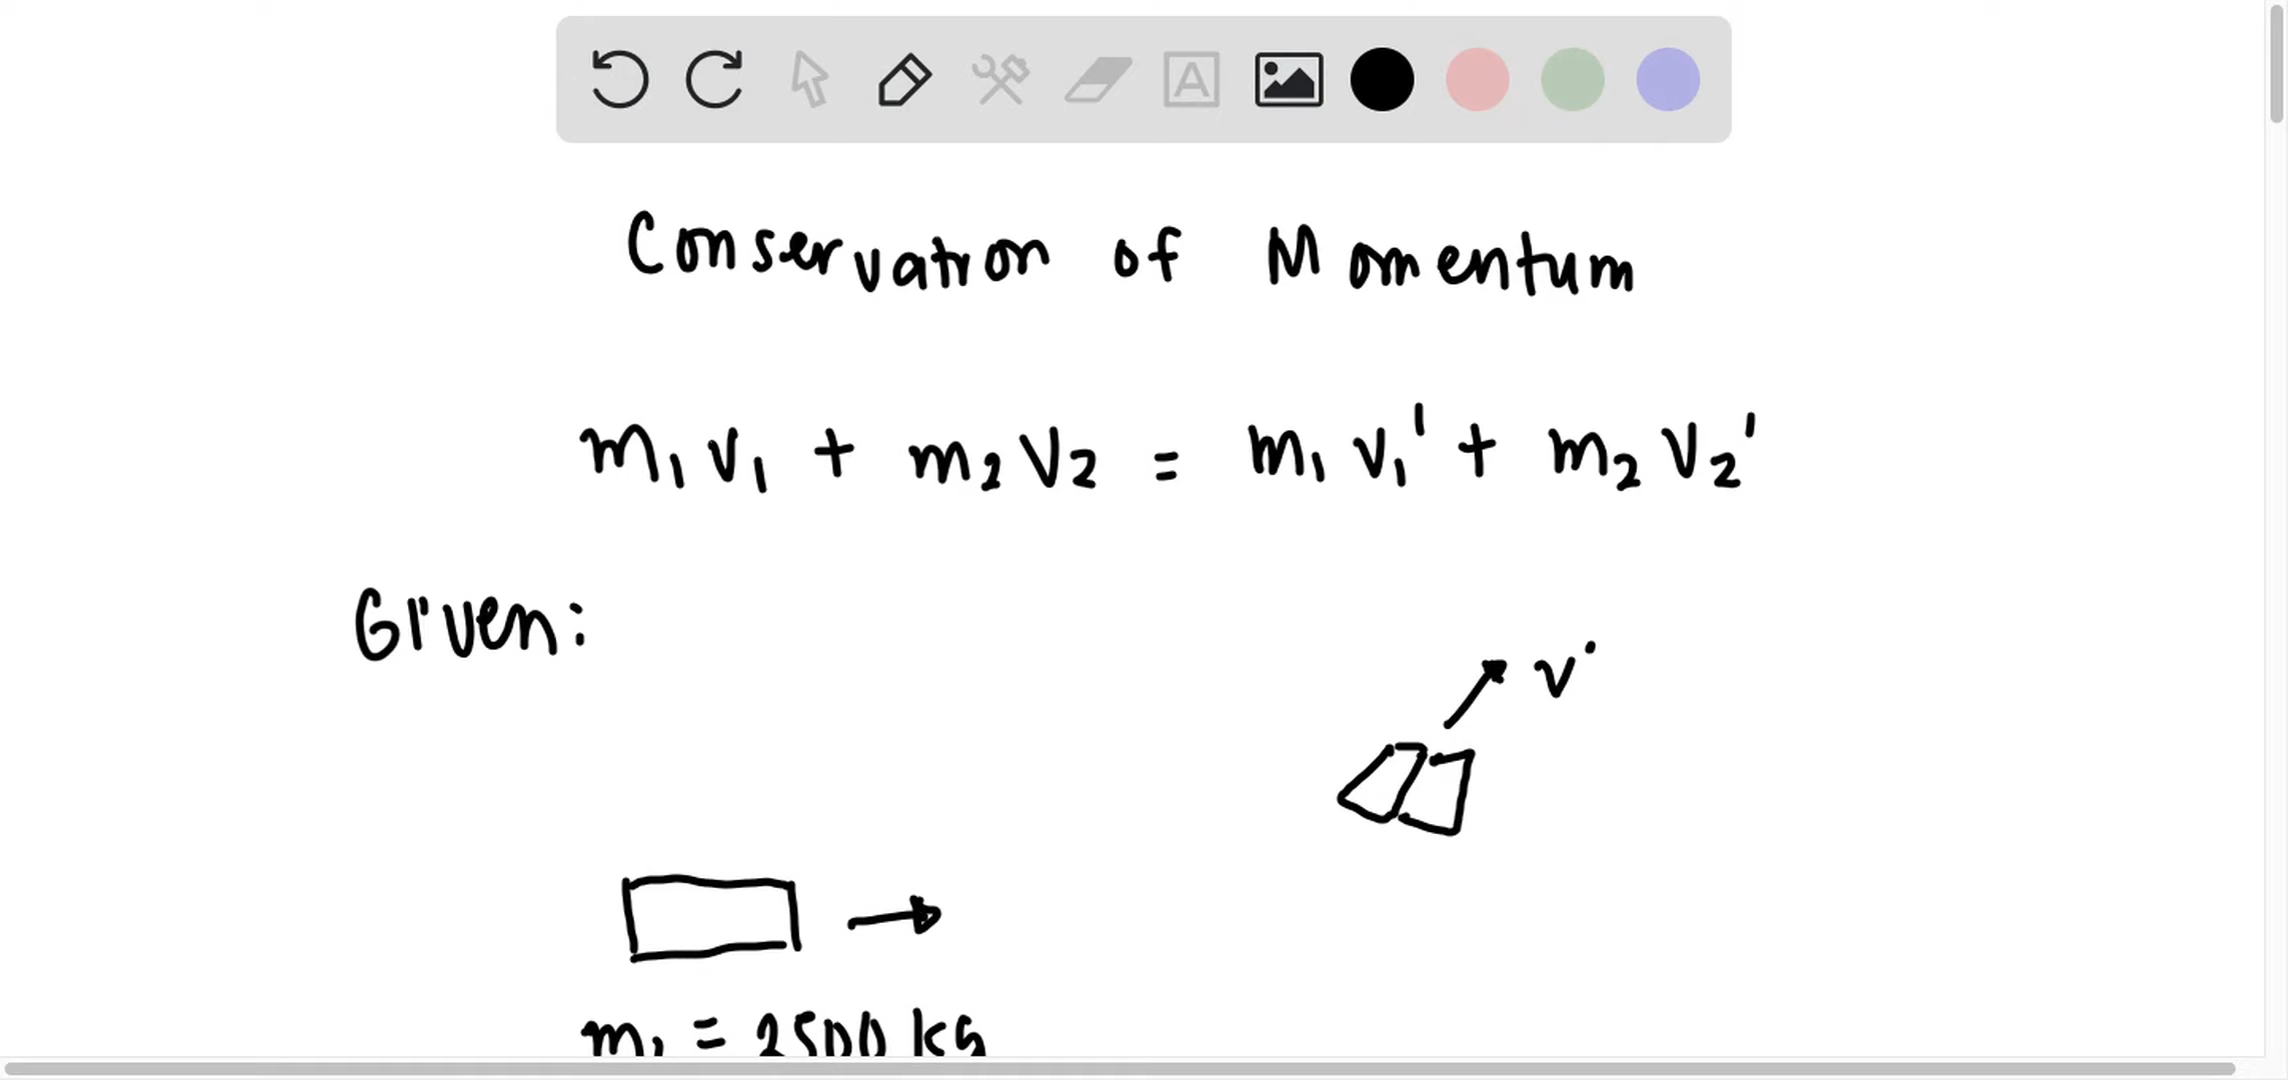 Conservation of Momentum
m₁v₁ + m₂v₂ = m₁v₁' + m₂v₂'
Given:
v'
m₁ = 2500 kg